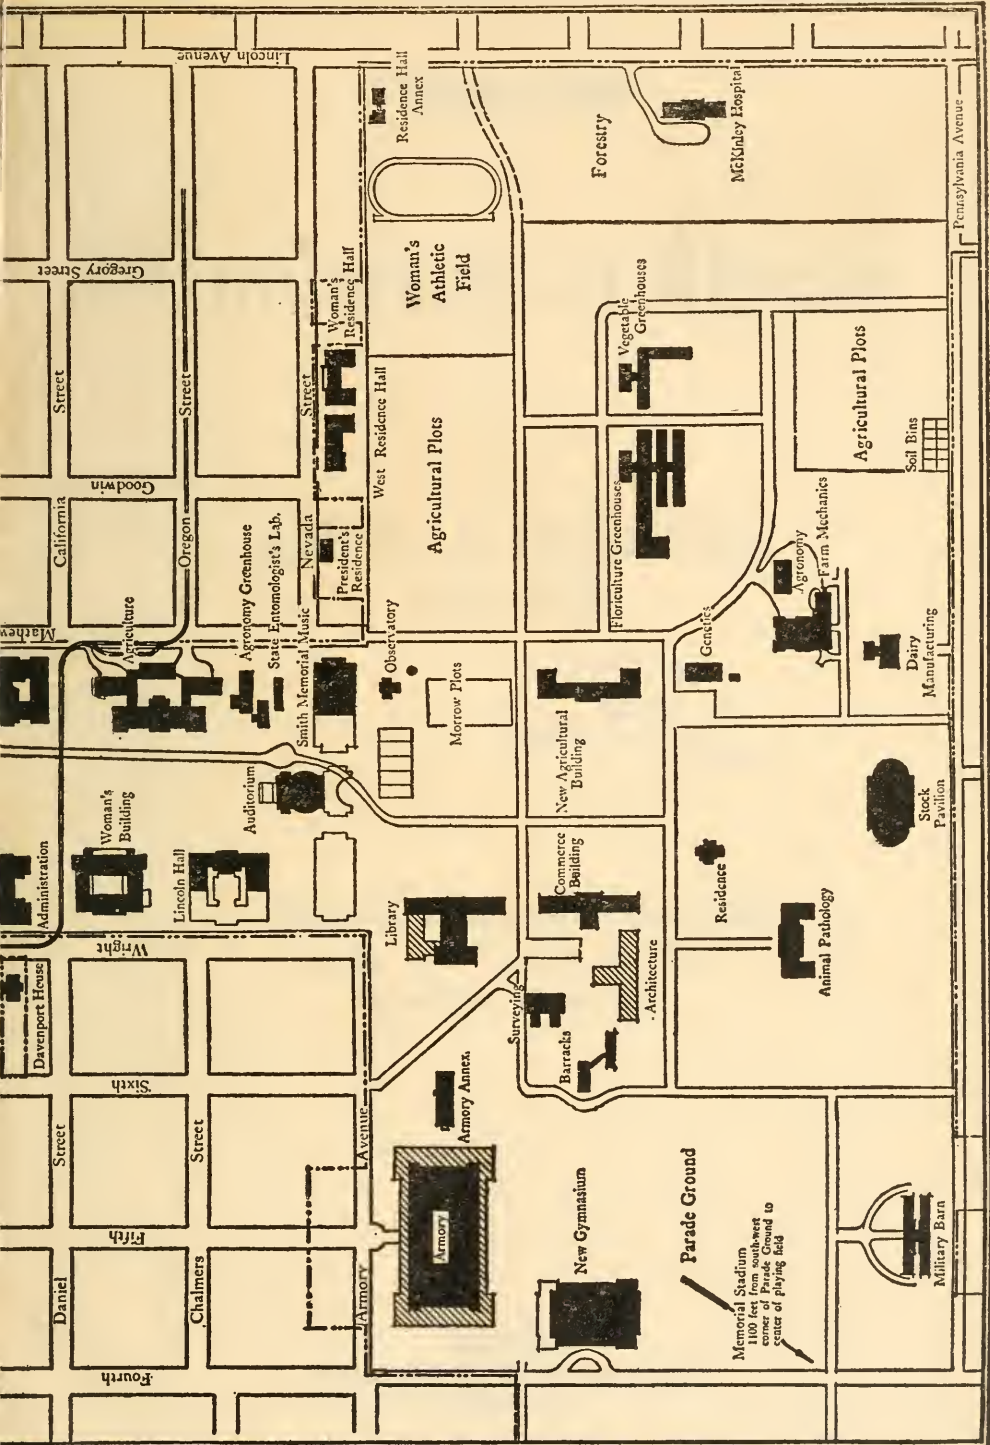 Lincoln Avenue
Residence Hall
Annex
Forestry
McKinley Hospital
Pennsylvania Avenue
Gregory Street
Woman's
Residence Hall
Woman's
Athletic
Field
Vegetable
Greenhouses
Street
Street
Street
West Residence Hall
Agricultural Plots
Agricultural Plots
Soil Bins
Goodwin
California
Oregon
Nevada
President's
Residence
Floriculture Greenhouses
Agronomy
Farm Mechanics
Mathew
Agriculture
Agronomy Greenhouse
State Entomologist's Lab.
Smith Memorial Music
Observatory
Morrow Plots
Genetics
Dairy
Manufacturing
New Agricultural
Building
Auditorium
Woman's
Building
Administration
Lincoln Hall
Library
Commerce
Building
Residence
Stock
Pavilion
Animal Pathology
Wright
Davenport House
Surveying
Architecture
Barracks
Sixth
Street
Street
Avenue
Armory Annex.
Armory
Fifth
New Gymnasium
Parade Ground
Memorial Stadium
1100 feet from south-west
corner of Parade Ground to
center of playing field
Military Barn
Daniel
Chalmers
Armory
Fourth